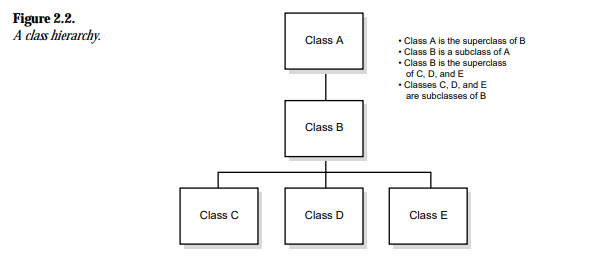 Figure 2.2.
A class hierarchy.
Class A
• Class A is the superclass of B
• Class B is a subclass of A
• Class B is the superclass
of C, D, and E
• Classes C, D, and E
are subclasses of B
Class B
Class C
Class D
Class E